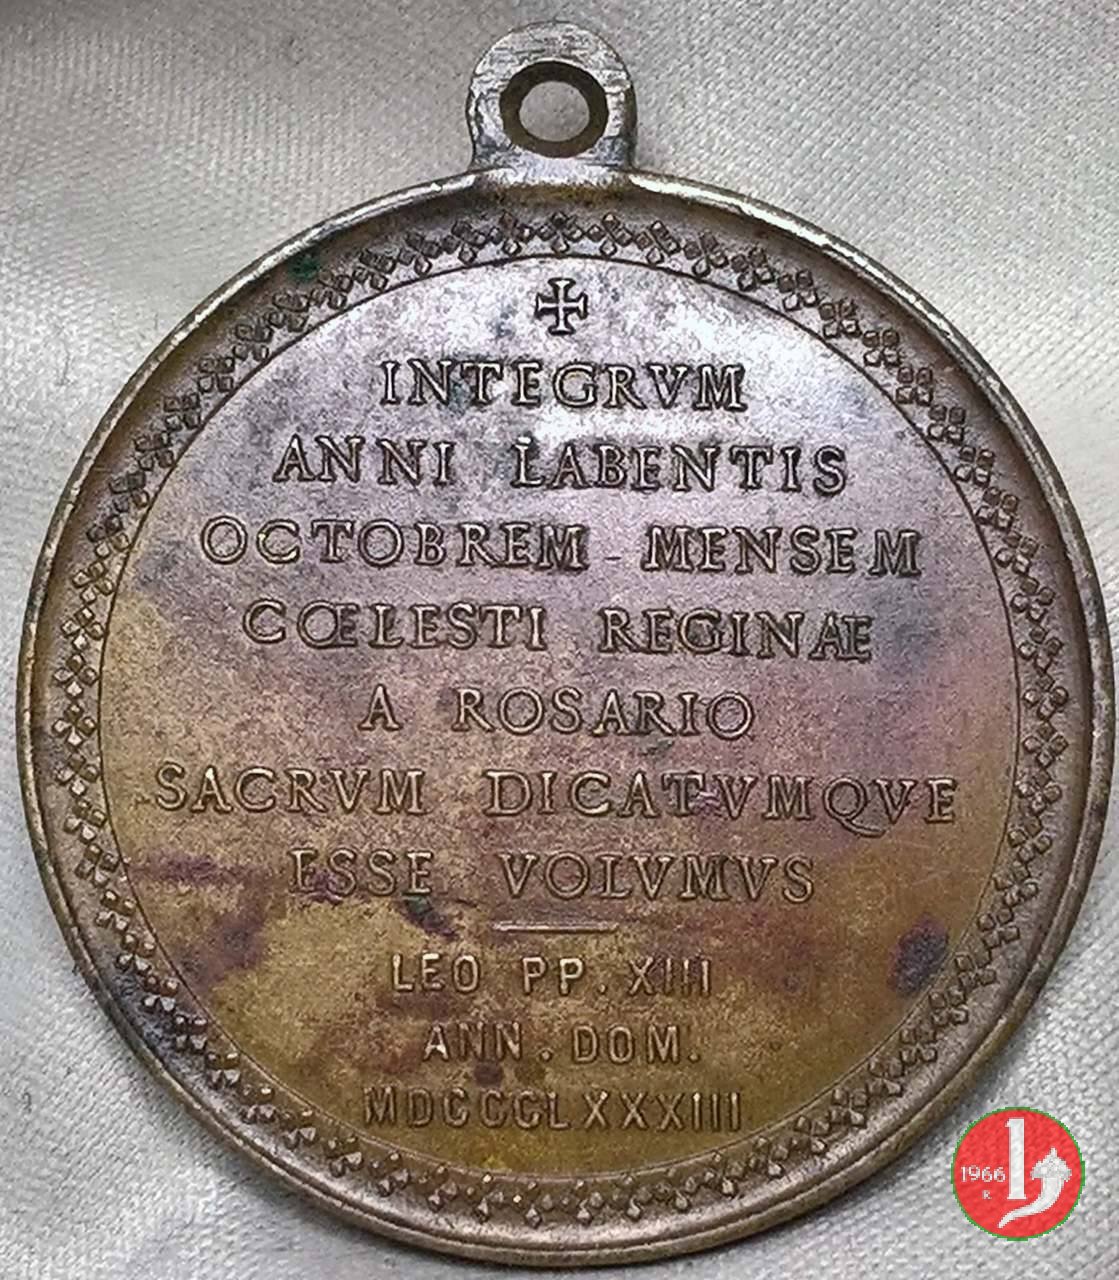 INTEGRVM
ANNI LABENTIS
OCTOBREM MENSEM
CŒLESTI REGINÆ
A ROSARIO
SACRVM DICATVMQVE
ESSE VOLVMVS
LEO PP. XIII
ANN. DOM.
MDCCCLXXXIII
1966
R